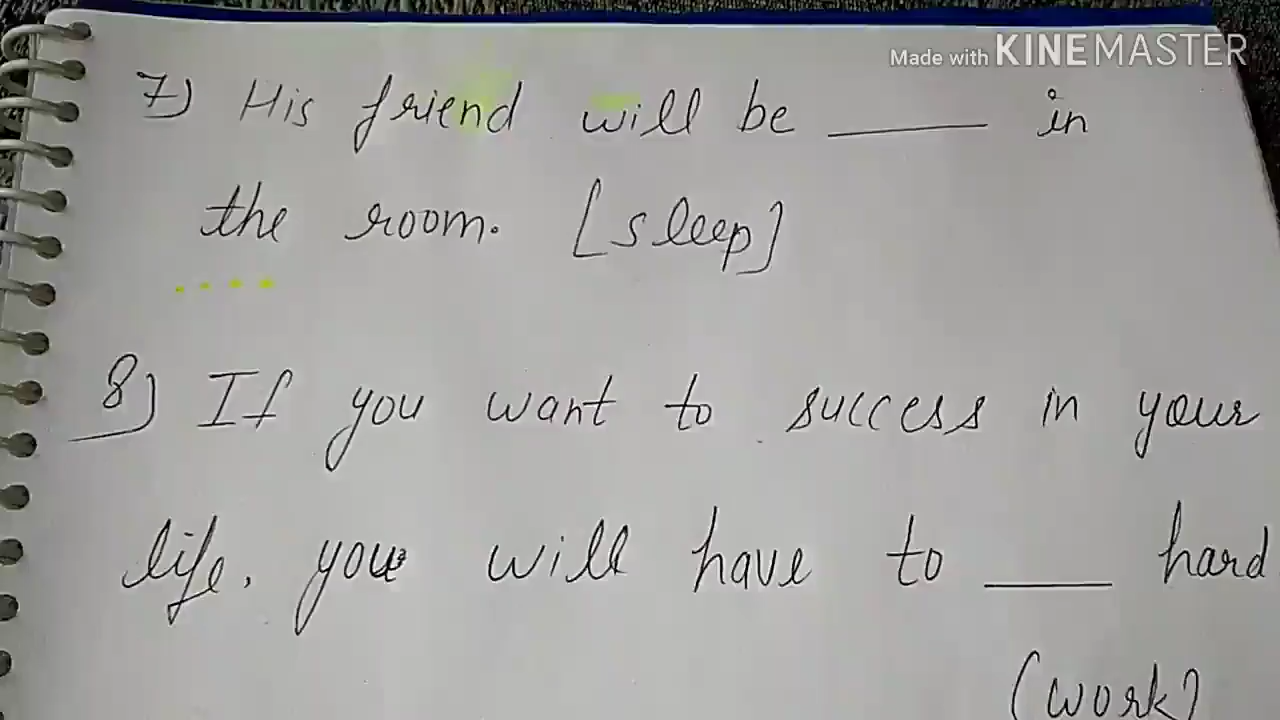 Made with KINEMASTER
7) His friend will be ______ in
the room. [sleep]
8) If you want to success in your
life, you will have to ______ hard
(work)